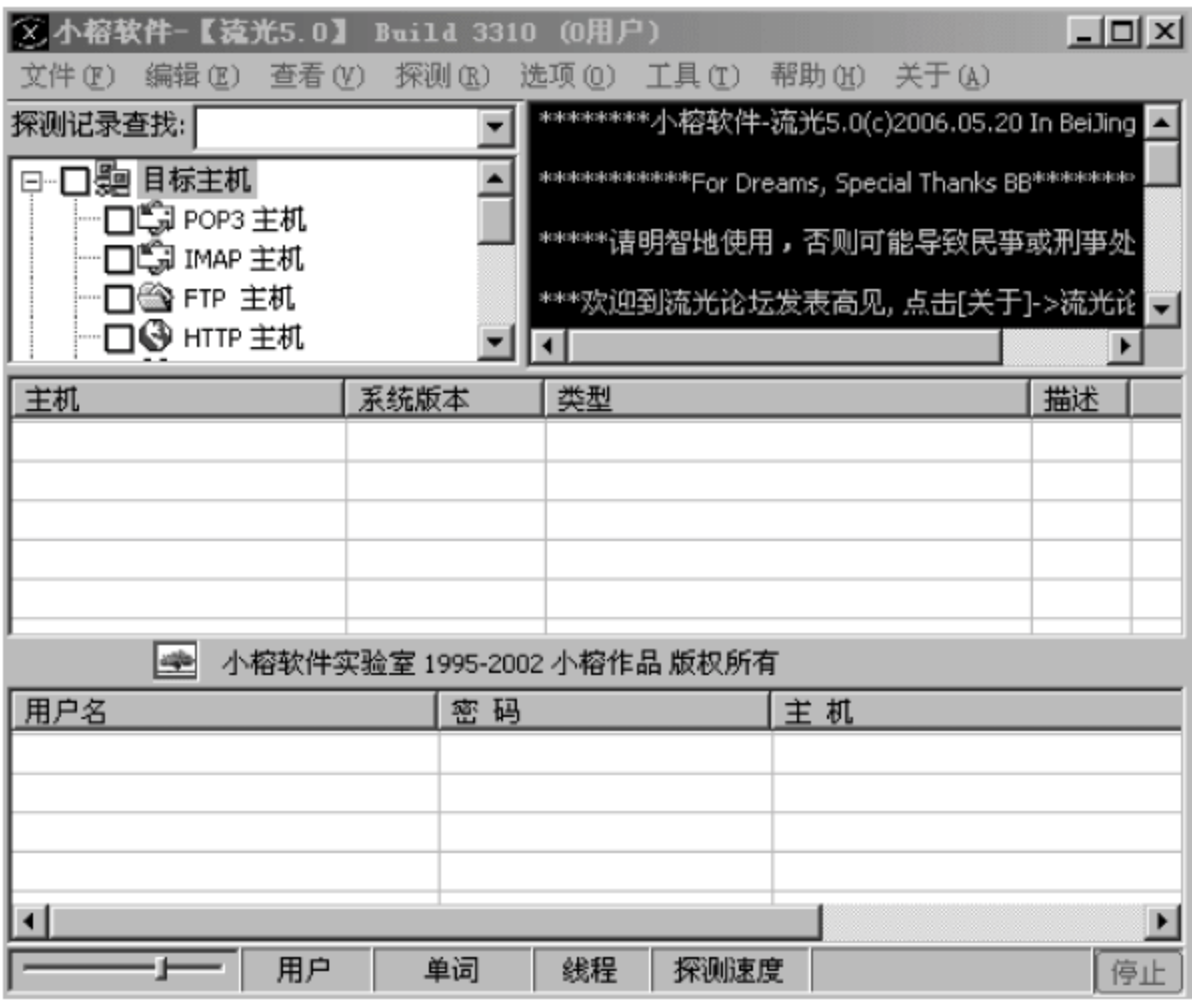 小榕软件-【流光5.0】 Build 3310 (0用户)
文件(F) 编辑(E) 查看(V) 探测(R) 选项(O) 工具(T) 帮助(H) 关于(A)
探测记录查找:
目标主机
POP3 主机
IMAP 主机
FTP 主机
HTTP 主机
********小榕软件-流光5.0(c)2006.05.20 In BeiJing
*************For Dreams, Special Thanks BB********
*****请明智地使用，否则可能导致民事或刑事处
***欢迎到流光论坛发表高见, 点击[关于]->流光论
主机 系统版本 类型 描述
小榕软件实验室 1995-2002 小榕作品 版权所有
用户名 密 码 主 机
用户 单词 线程 探测速度 停止